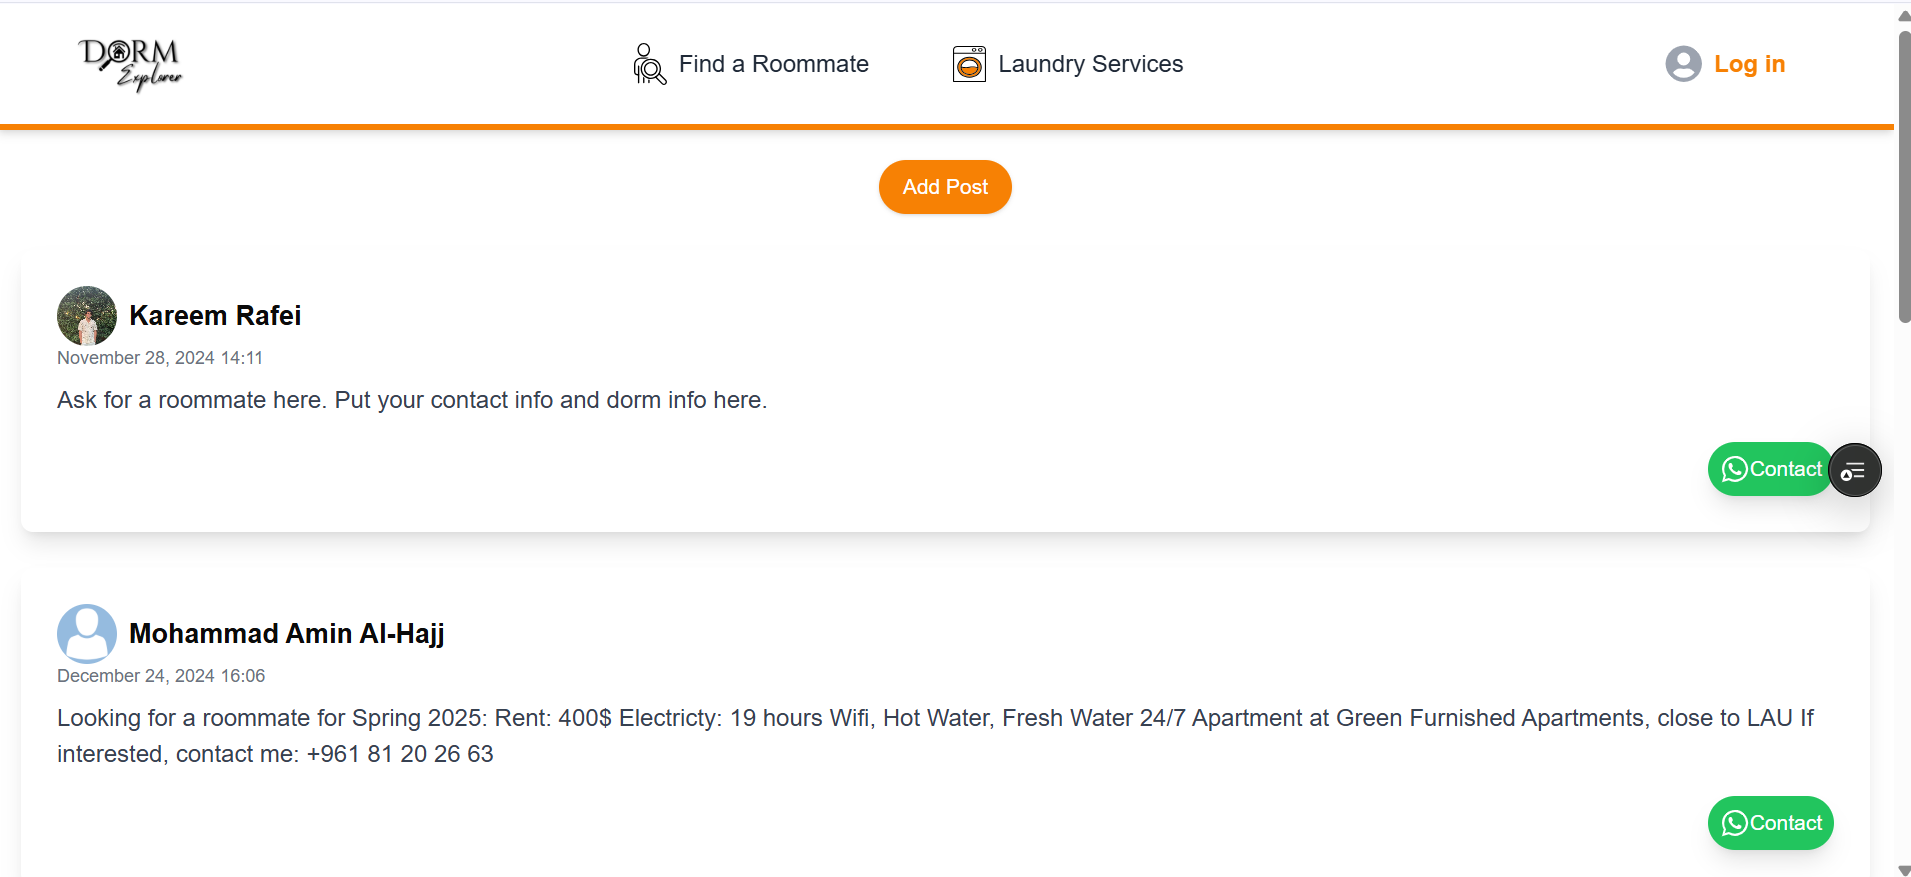 DORM
Explorer
Find a Roommate
Laundry Services
Log in
Add Post
Kareem Rafei
November 28, 2024 14:11
Ask for a roommate here. Put your contact info and dorm info here.
Contact
Mohammad Amin Al-Hajj
December 24, 2024 16:06
Looking for a roommate for Spring 2025: Rent: 400$ Electricty: 19 hours Wifi, Hot Water, Fresh Water 24/7 Apartment at Green Furnished Apartments, close to LAU If
interested, contact me: +961 81 20 26 63
Contact